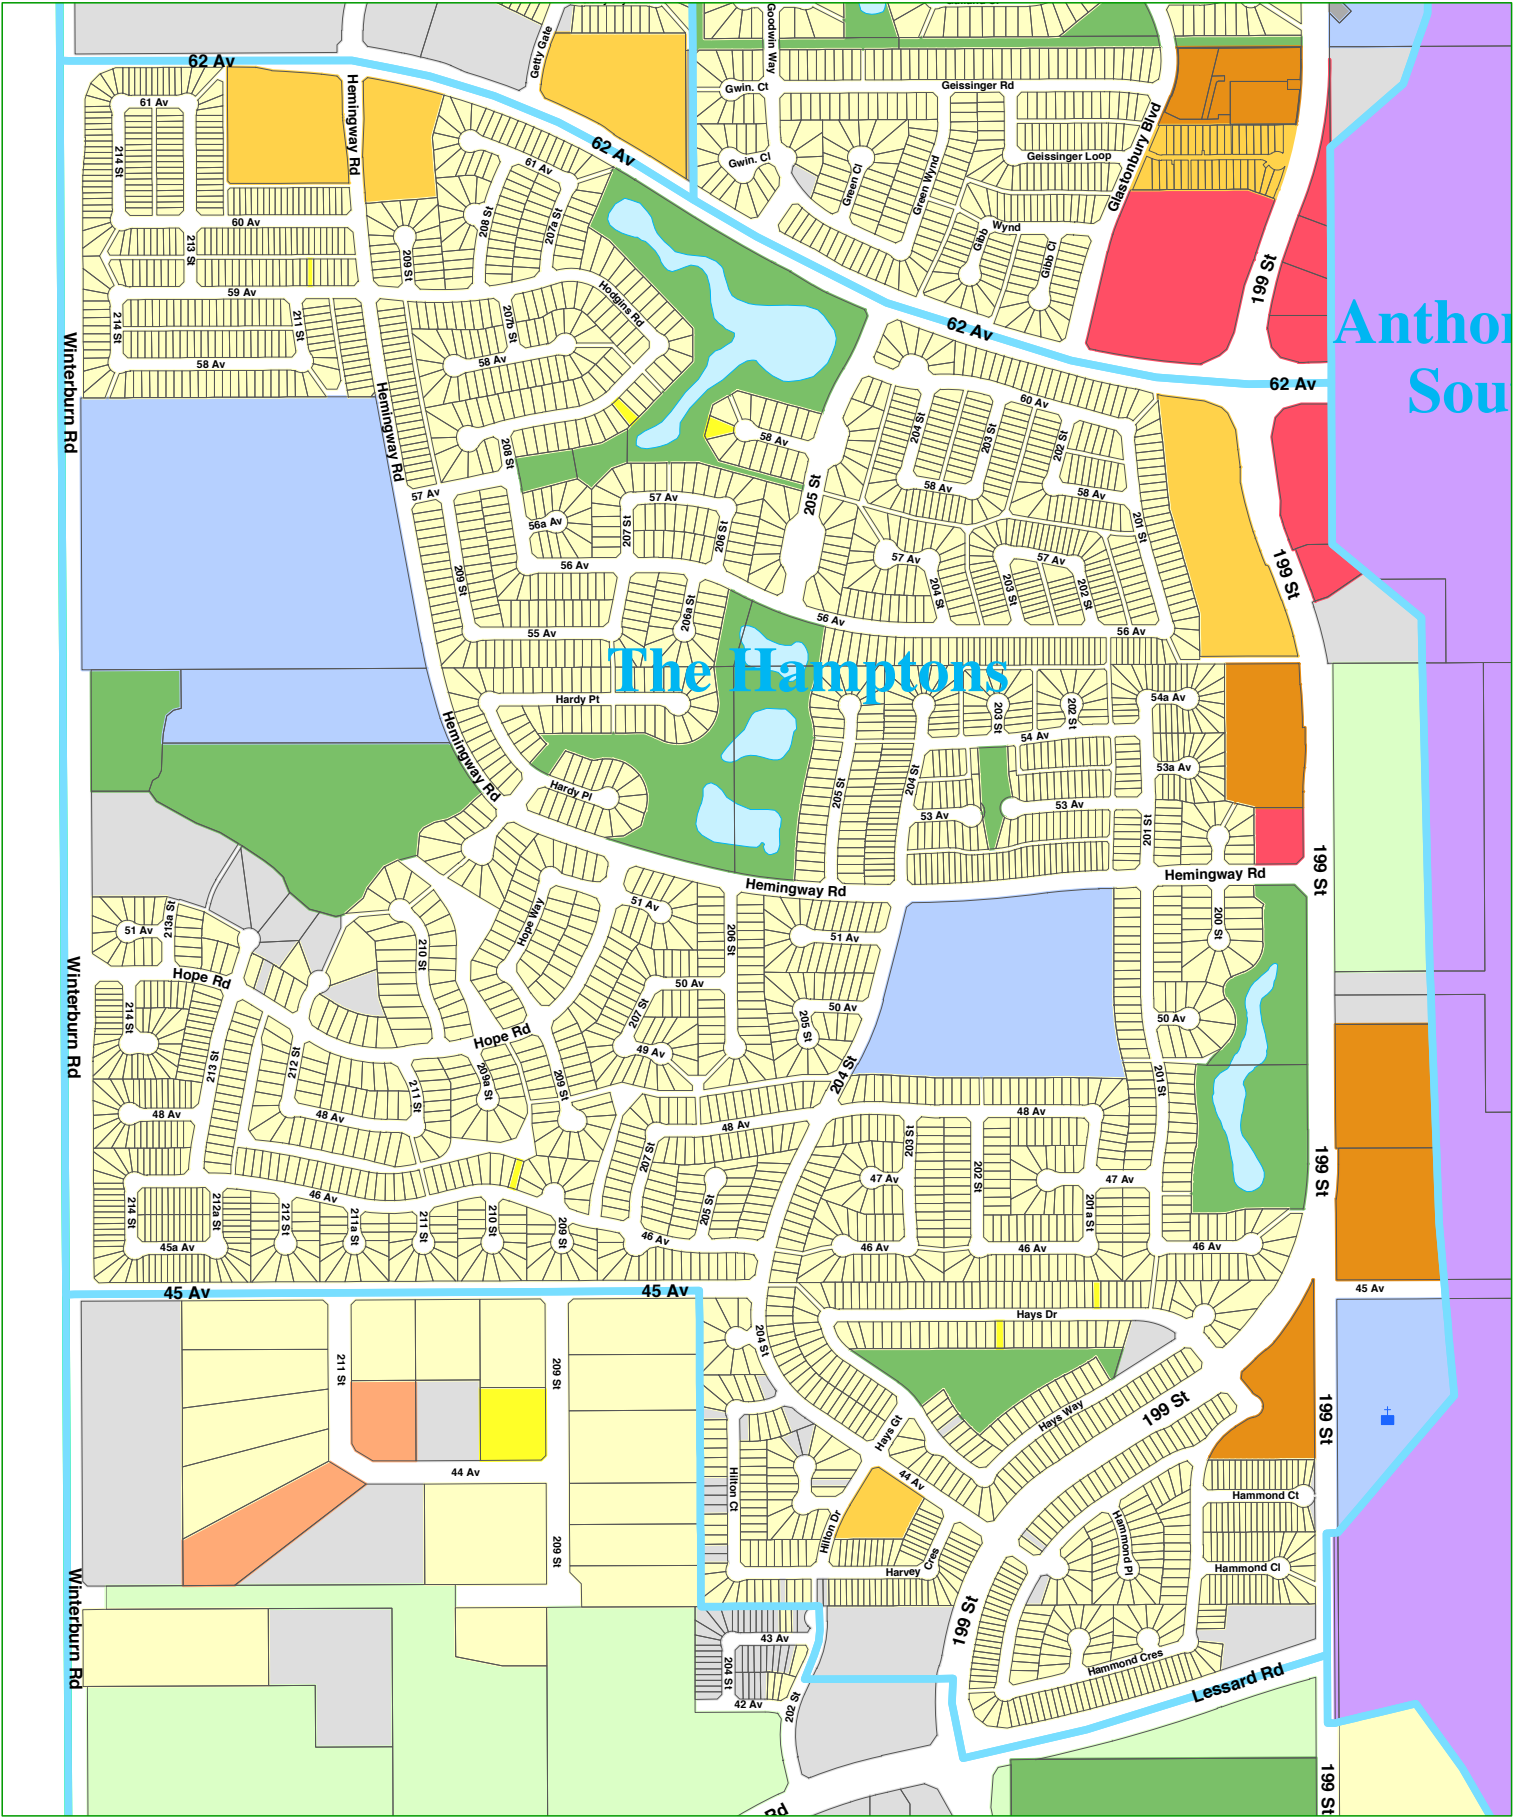 Goodwin Way
Getty Gate
62 Av
Hemingway Rd
Gwin. Ct
Geissinger Rd
61 Av
Glastonbury Blvd
214 St
62 Av
61 Av
Gwin. Cl
Green Cl
Green Wynd
Geissinger Loop
60 Av
208 St
207a St
213 St
209 St
Gibb
Wynd
Gibb Cl
199 St
59 Av
Hodgins Rd
214 St
211 St
207b St
62 Av
Anthon
Sou
Winterburn Rd
58 Av
58 Av
62 Av
Hemingway Rd
60 Av
204 St
203 St
202 St
58 Av
208 St
57 Av
57 Av
205 St
58 Av
58 Av
56a Av
207 St
206 St
201 St
56 Av
57 Av
57 Av
199 St
209 St
204 St
203 St
202 St
206a St
56 Av
55 Av
56 Av
The Hamptons
Hardy Pt
54a Av
203 St
202 St
Hemingway Rd
54 Av
53a Av
Hardy Pl
205 St
204 St
53 Av
53 Av
201 St
199 St
Hemingway Rd
Hemingway Rd
51 Av
213a St
51 Av
Hope Way
206 St
51 Av
200 St
210 St
Hope Rd
50 Av
Winterburn Rd
214 St
207 St
50 Av
205 St
50 Av
Hope Rd
49 Av
213 St
212 St
204 St
211 St
209a St
209 St
201 St
48 Av
48 Av
48 Av
48 Av
207 St
203 St
199 St
47 Av
202 St
47 Av
46 Av
214 St
212a St
212 St
211a St
211 St
210 St
209 St
205 St
201a St
45a Av
46 Av
46 Av
46 Av
46 Av
45 Av
45 Av
45 Av
Hays Dr
204 St
211 St
209 St
199 St
Hays Way
Hays Gt
199 St
44 Av
44 Av
Hilton Ct
Hammond Ct
Hilton Dr
Hammond Pl
209 St
Harvey
Cres
Hammond Cl
Winterburn Rd
199 St
43 Av
204 St
Hammond Cres
Lessard Rd
42 Av
202 St
199 St
Rd